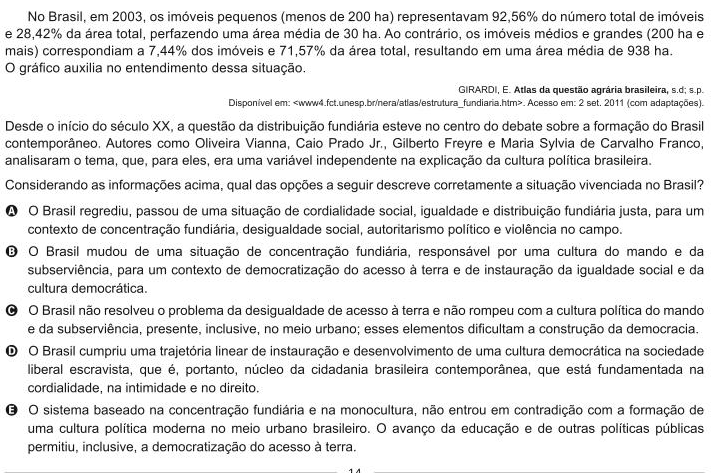 No Brasil, em 2003, os imóveis pequenos (menos de 200 ha) representavam 92,56% do número total de imóveis
e 28,42% da área total, perfazendo uma área média de 30 ha. Ao contrário, os imóveis médios e grandes (200 ha e
mais) correspondiam a 7,44% dos imóveis e 71,57% da área total, resultando em uma área média de 938 ha.
O gráfico auxilia no entendimento dessa situação.
GIRARDI, E. Atlas da questão agrária brasileira, s.d; s.p.
Disponível em: <www4.fct.unesp.br/nera/atlas/estrutura_fundiaria.htm>. Acesso em: 2 set. 2011 (com adaptações).
Desde o início do século XX, a questão da distribuição fundiária esteve no centro do debate sobre a formação do Brasil
contemporâneo. Autores como Oliveira Vianna, Caio Prado Jr., Gilberto Freyre e Maria Sylvia de Carvalho Franco,
analisaram o tema, que, para eles, era uma variável independente na explicação da cultura política brasileira.
Considerando as informações acima, qual das opções a seguir descreve corretamente a situação vivenciada no Brasil?
A O Brasil regrediu, passou de uma situação de cordialidade social, igualdade e distribuição fundiária justa, para um
contexto de concentração fundiária, desigualdade social, autoritarismo político e violência no campo.
B O Brasil mudou de uma situação de concentração fundiária, responsável por uma cultura do mando e da
subserviência, para um contexto de democratização do acesso à terra e de instauração da igualdade social e da
cultura democrática.
C O Brasil não resolveu o problema da desigualdade de acesso à terra e não rompeu com a cultura política do mando
e da subserviência, presente, inclusive, no meio urbano; esses elementos dificultam a construção da democracia.
D O Brasil cumpriu uma trajetória linear de instauração e desenvolvimento de uma cultura democrática na sociedade
liberal escravista, que é, portanto, núcleo da cidadania brasileira contemporânea, que está fundamentada na
cordialidade, na intimidade e no direito.
E O sistema baseado na concentração fundiária e na monocultura, não entrou em contradição com a formação de
uma cultura política moderna no meio urbano brasileiro. O avanço da educação e de outras políticas públicas
permitiu, inclusive, a democratização do acesso à terra.
14